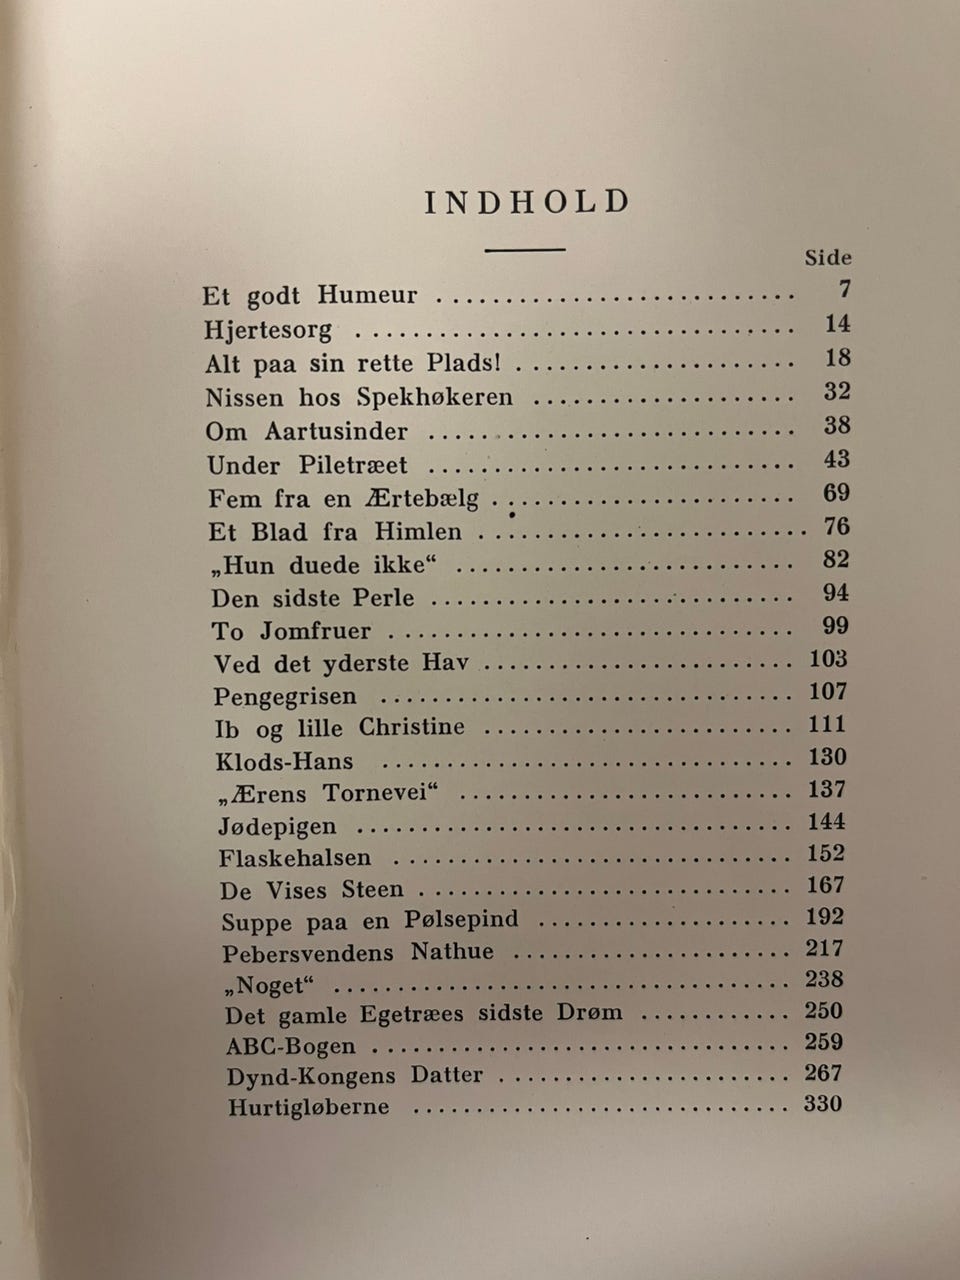 INDHOLD
Side
Et godt Humeur ............................ 7
Hjertesorg .................................. 14
Alt paa sin rette Plads! ...................... 18
Nissen hos Spekhøkeren .................... 32
Om Aartusinder ............................ 38
Under Piletræet ............................ 43
Fem fra en Ærtebælg ........................ 69
Et Blad fra Himlen .......................... 76
„Hun duede ikke“ .......................... 82
Den sidste Perle ............................ 94
To Jomfruer ................................ 99
Ved det yderste Hav ........................ 103
Pengegrisen ................................ 107
Ib og lille Christine ........................ 111
Klods-Hans ................................ 130
„Ærens Tornevei“ .......................... 137
Jødepigen .................................. 144
Flaskehalsen ................................ 152
De Vises Steen .............................. 167
Suppe paa en Pølsepind .................... 192
Pebersvendens Nathue ...................... 217
„Noget“ .................................... 238
Det gamle Egetræes sidste Drøm ............ 250
ABC-Bogen ................................ 259
Dynd-Kongens Datter ...................... 267
Hurtigløberne .............................. 330